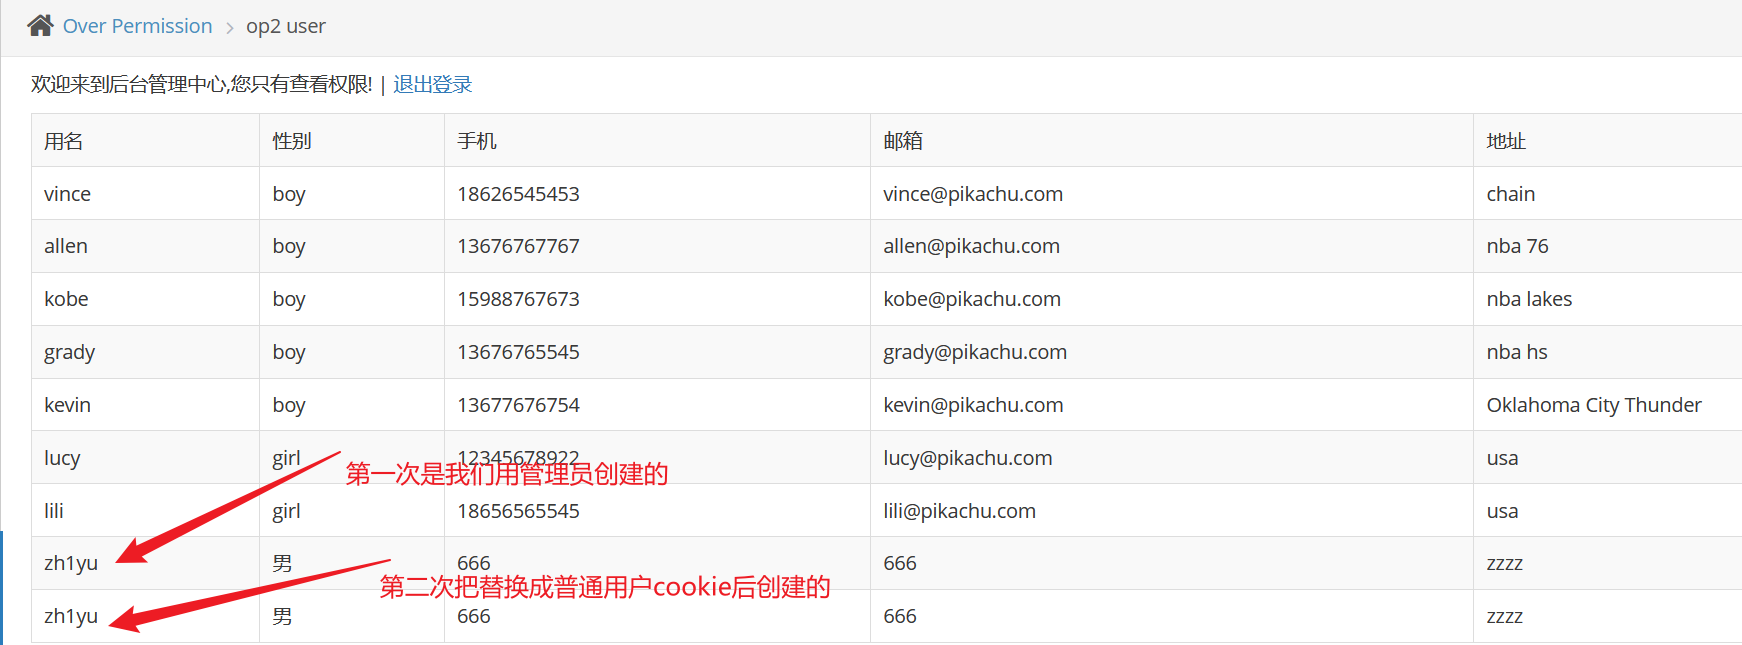 Over Permission > op2 user
欢迎来到后台管理中心,您只有查看权限! | 退出登录
用名 性别 手机 邮箱 地址
vince boy 18626545453 vince@pikachu.com chain
allen boy 13676767767 allen@pikachu.com nba 76
kobe boy 15988767673 kobe@pikachu.com nba lakes
grady boy 13676765545 grady@pikachu.com nba hs
kevin boy 13677676754 kevin@pikachu.com Oklahoma City Thunder
lucy girl 12345678922 lucy@pikachu.com usa
第一次是我们用管理员创建的
lili girl 18656565545 lili@pikachu.com usa
zh1yu 男 666 666 zzzz
第二次把替换成普通用户cookie后创建的
zh1yu 男 666 666 zzzz